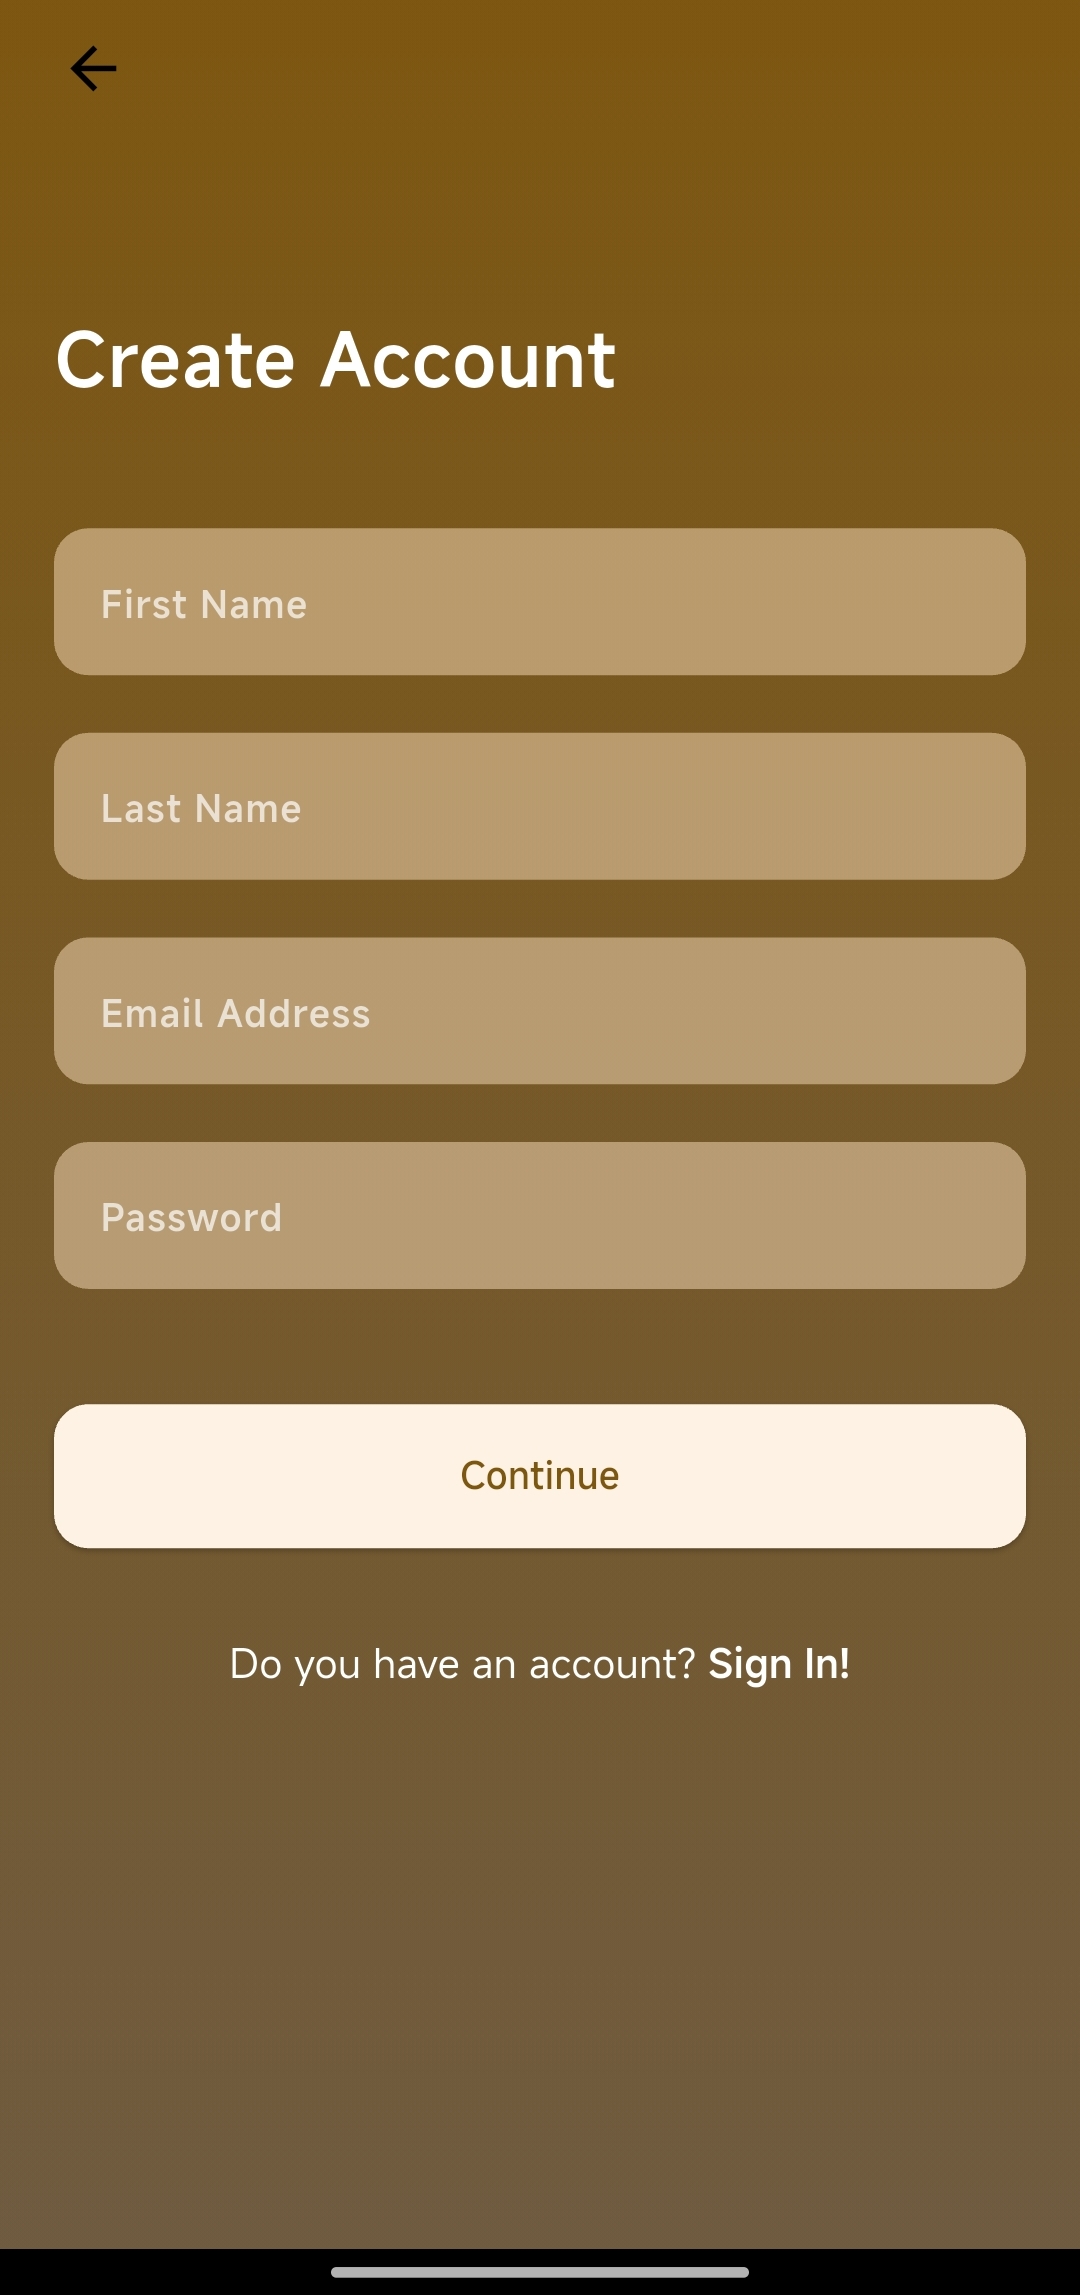 Create Account
First Name
Last Name
Email Address
Password
Continue
Do you have an account? Sign In!